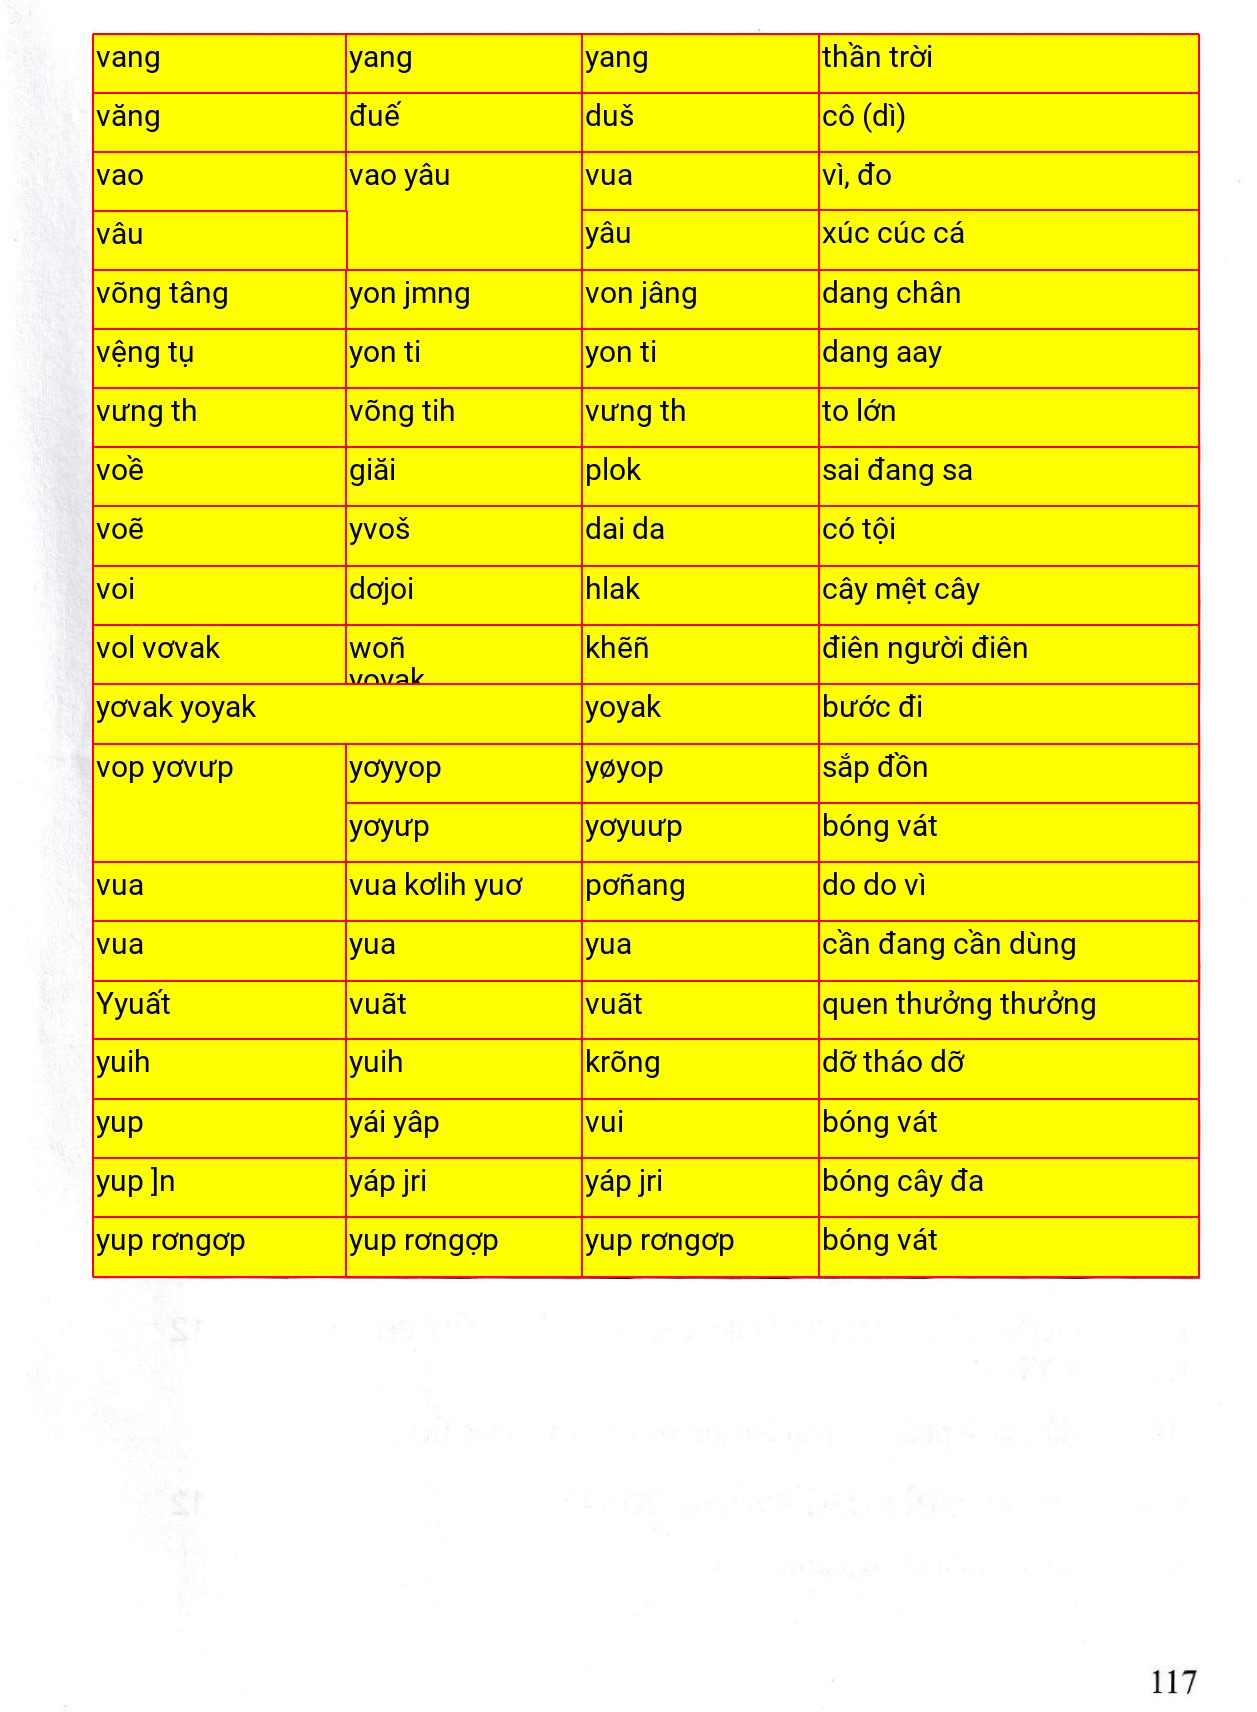 vang yang yang thần trời
văng đuế duš cô (dì)
vao vao yâu vua vì, đo
vâu yâu xúc cúc cá
võng tâng yon jmng von jâng dang chân
vệng tụ yon ti yon ti dang aay
vưng th võng tih vưng th to lớn
voề giăi plok sai đang sa
voẽ yvoš dai da có tội
voi dơjoi hlak cây mệt cây
vol vơvak woñ khẽñ điên người điên
yơvak yoyak yoyak bước đi
vop yơvưp yơyyop yøyop sắp đồn
yơyưp yơyuưp bóng vát
vua vua kơlih yuơ pơñang do do vì
vua yua yua cần đang cần dùng
Yyuất vuãt vuãt quen thưởng thưởng
yuih yuih krõng dỡ tháo dỡ
yup yái yâp vui bóng vát
yup ]n yáp jri yáp jri bóng cây đa
yup rơngơp yup rơngợp yup rơngơp bóng vát
117